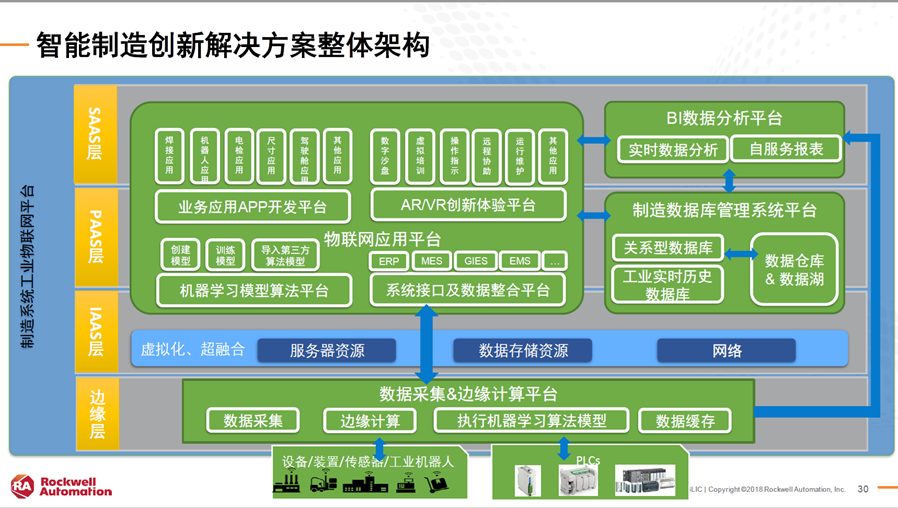 智能制造创新解决方案整体架构
制造系统工业物联网平台
SAAS层
PAAS层
IAAS层
边缘层
焊接应用
机器人应用
电检应用
尺寸应用
驾驶舱应用
其他应用
数字沙盘
虚拟培训
操作指示
远程协助
运行维护
其他应用
业务应用APP开发平台
AR/VR创新体验平台
物联网应用平台
创建
模型
训练
模型
导入第三方
算法模型
ERP
MES
GIES
EMS
...
机器学习模型算法平台
系统接口及数据整合平台
BI数据分析平台
实时数据分析
自服务报表
制造数据库管理系统平台
关系型数据库
工业实时历史
数据库
数据仓库
& 数据湖
虚拟化、超融合
服务器资源
数据存储资源
网络
数据采集&边缘计算平台
数据采集
边缘计算
执行机器学习算法模型
数据缓存
设备/装置/传感器/工业机器人
PLCs
RA
Rockwell
Automation
| Copyright©2018 Rockwell Automation, Inc.
30